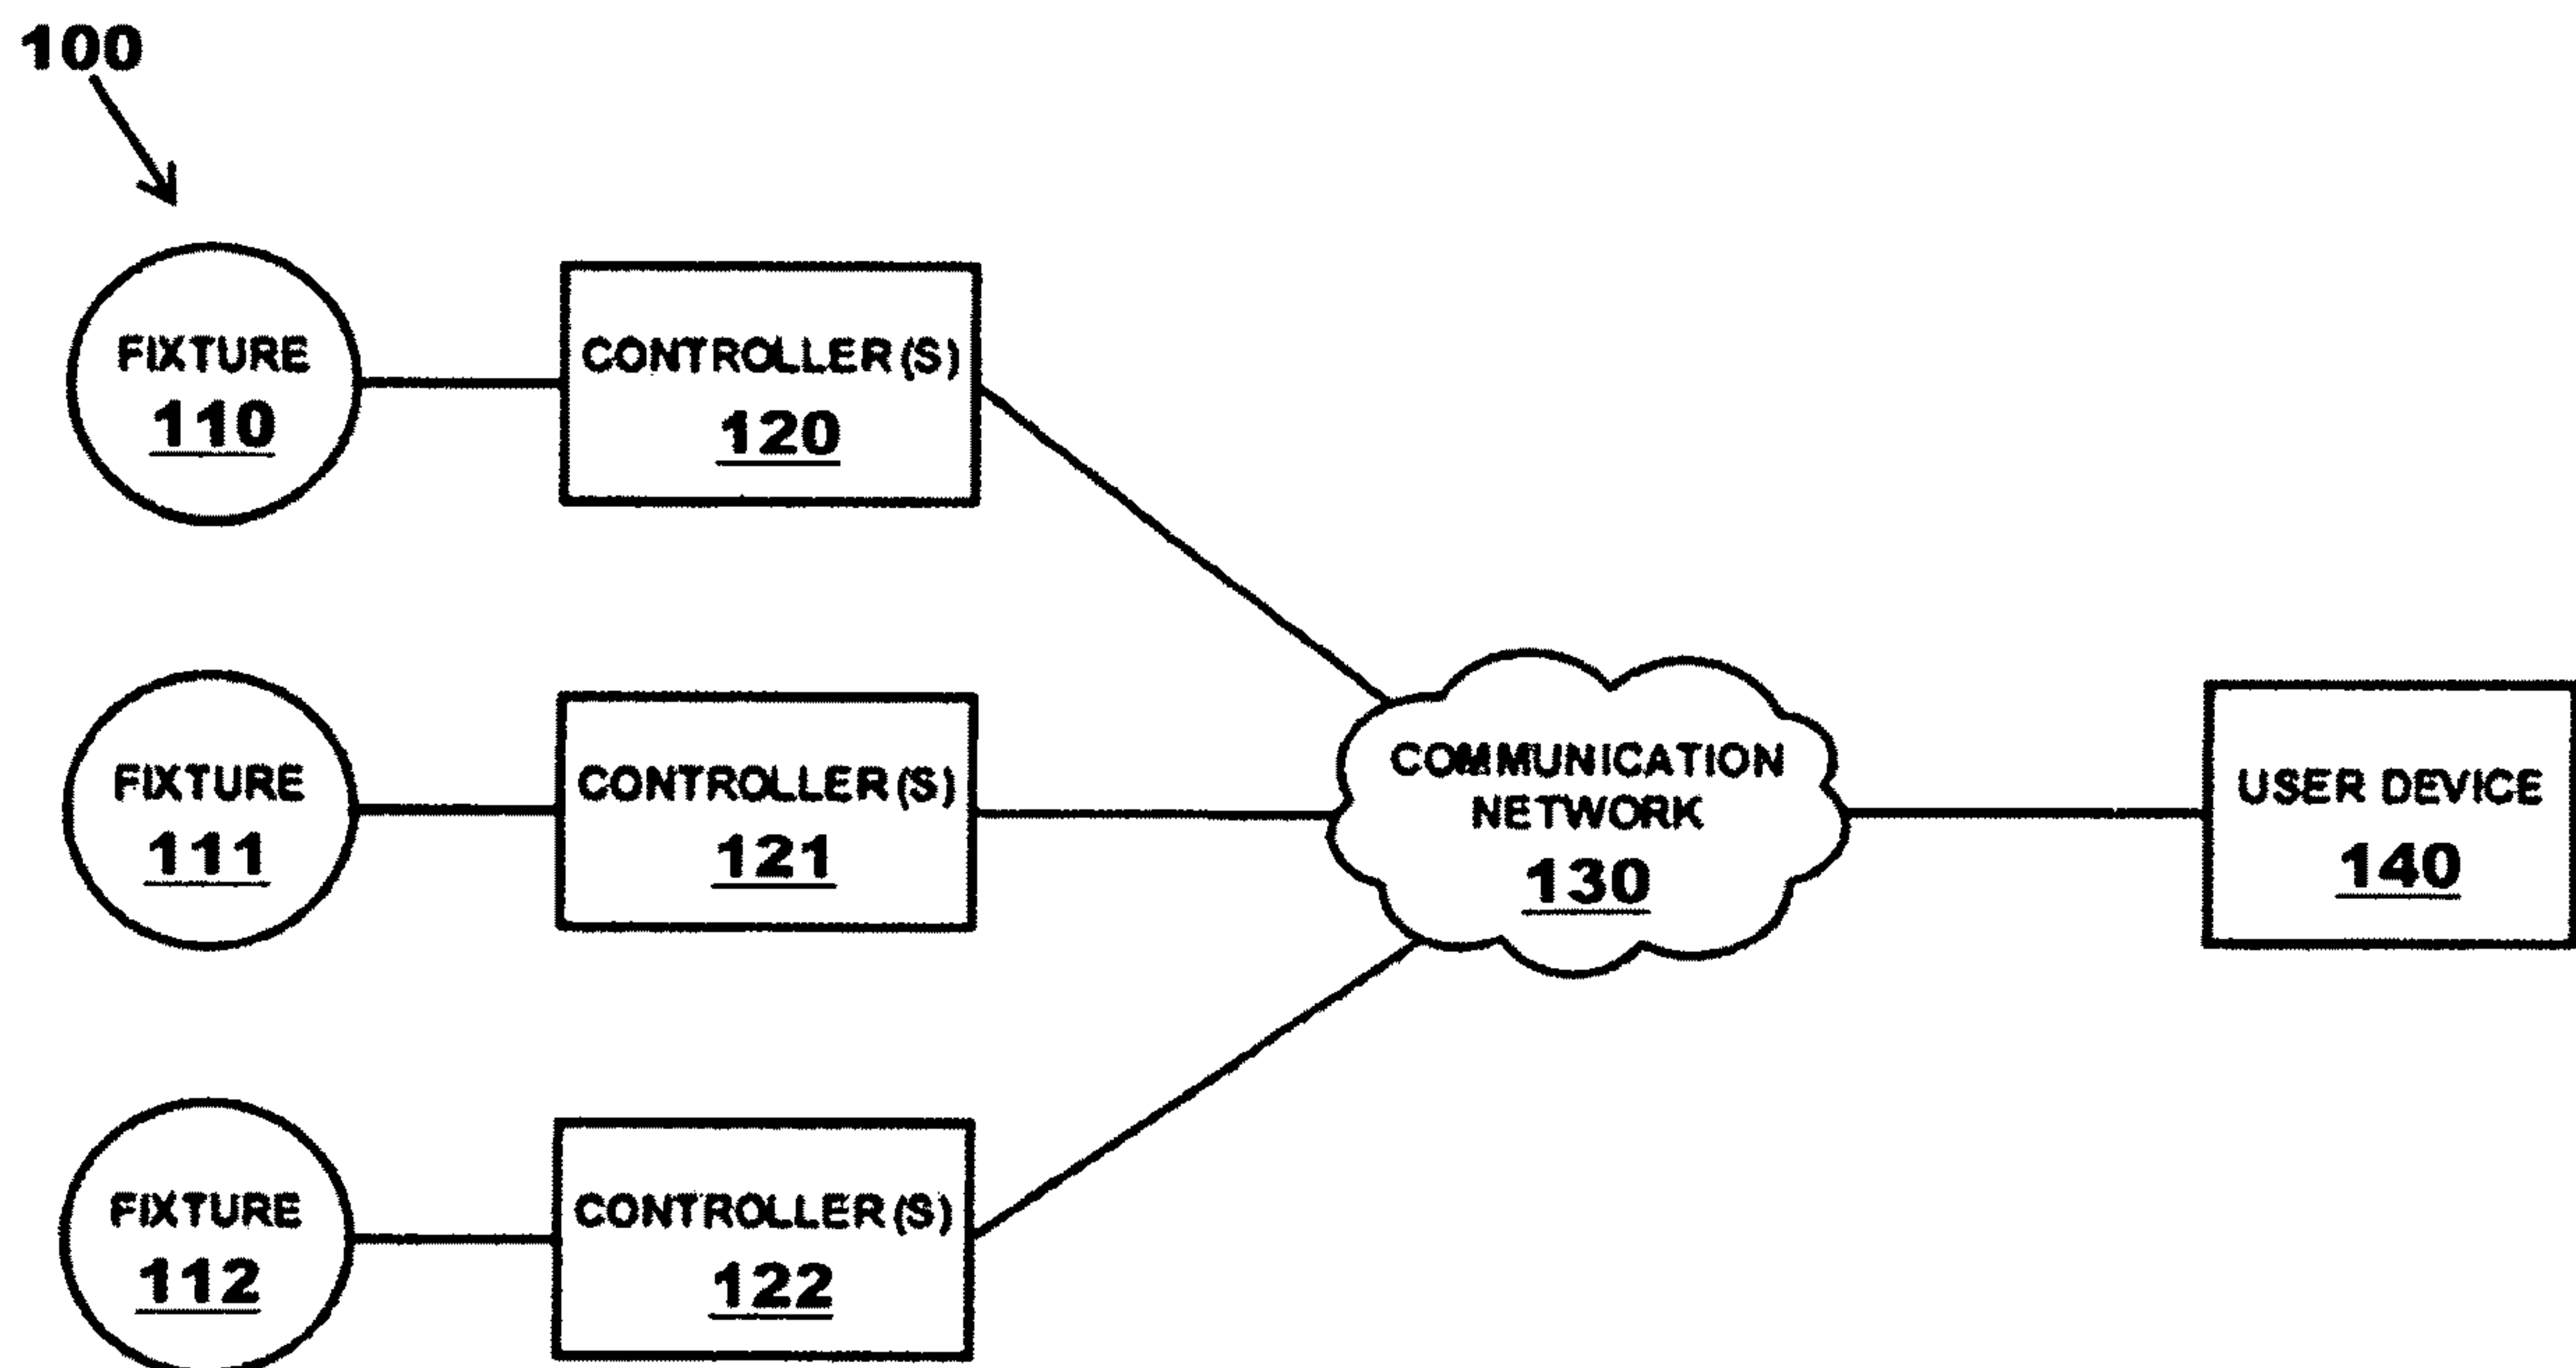 100
FIXTURE
110
CONTROLLER(S)
120
FIXTURE
111
CONTROLLER(S)
121
COMMUNICATION
NETWORK
130
USER DEVICE
140
FIXTURE
112
CONTROLLER(S)
122